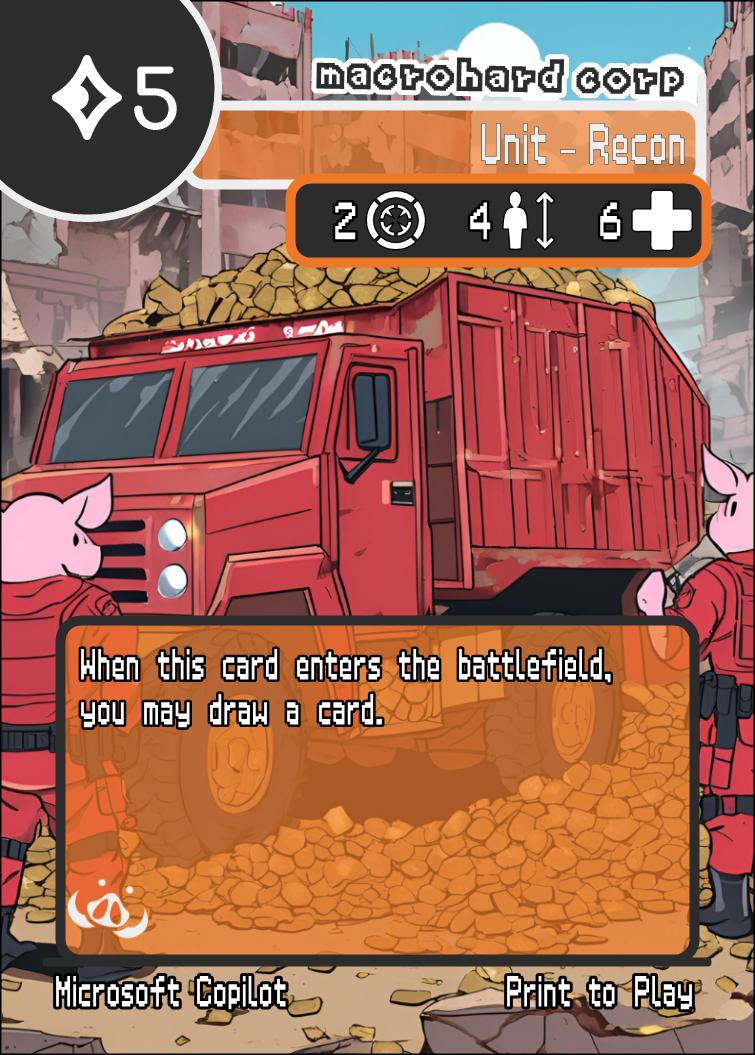 5
macrohard corp
Unit - Recon
2 4 6
When this card enters the battlefield,
you may draw a card.
Microsoft Copilot Print to Play